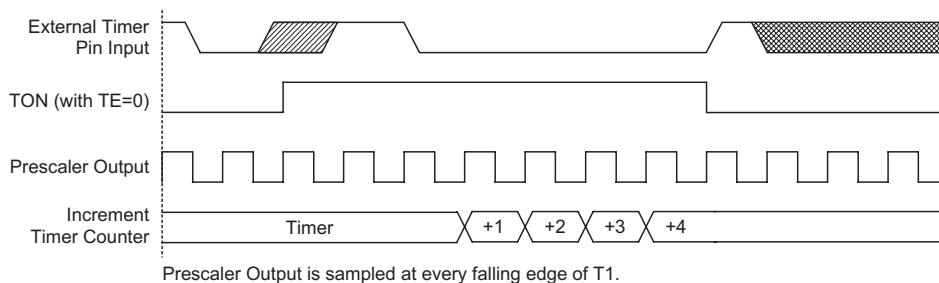 External Timer
Pin Input
TON (with TE=0)
Prescaler Output
Increment
Timer Counter
Timer +1 +2 +3 +4
Prescaler Output is sampled at every falling edge of T1.